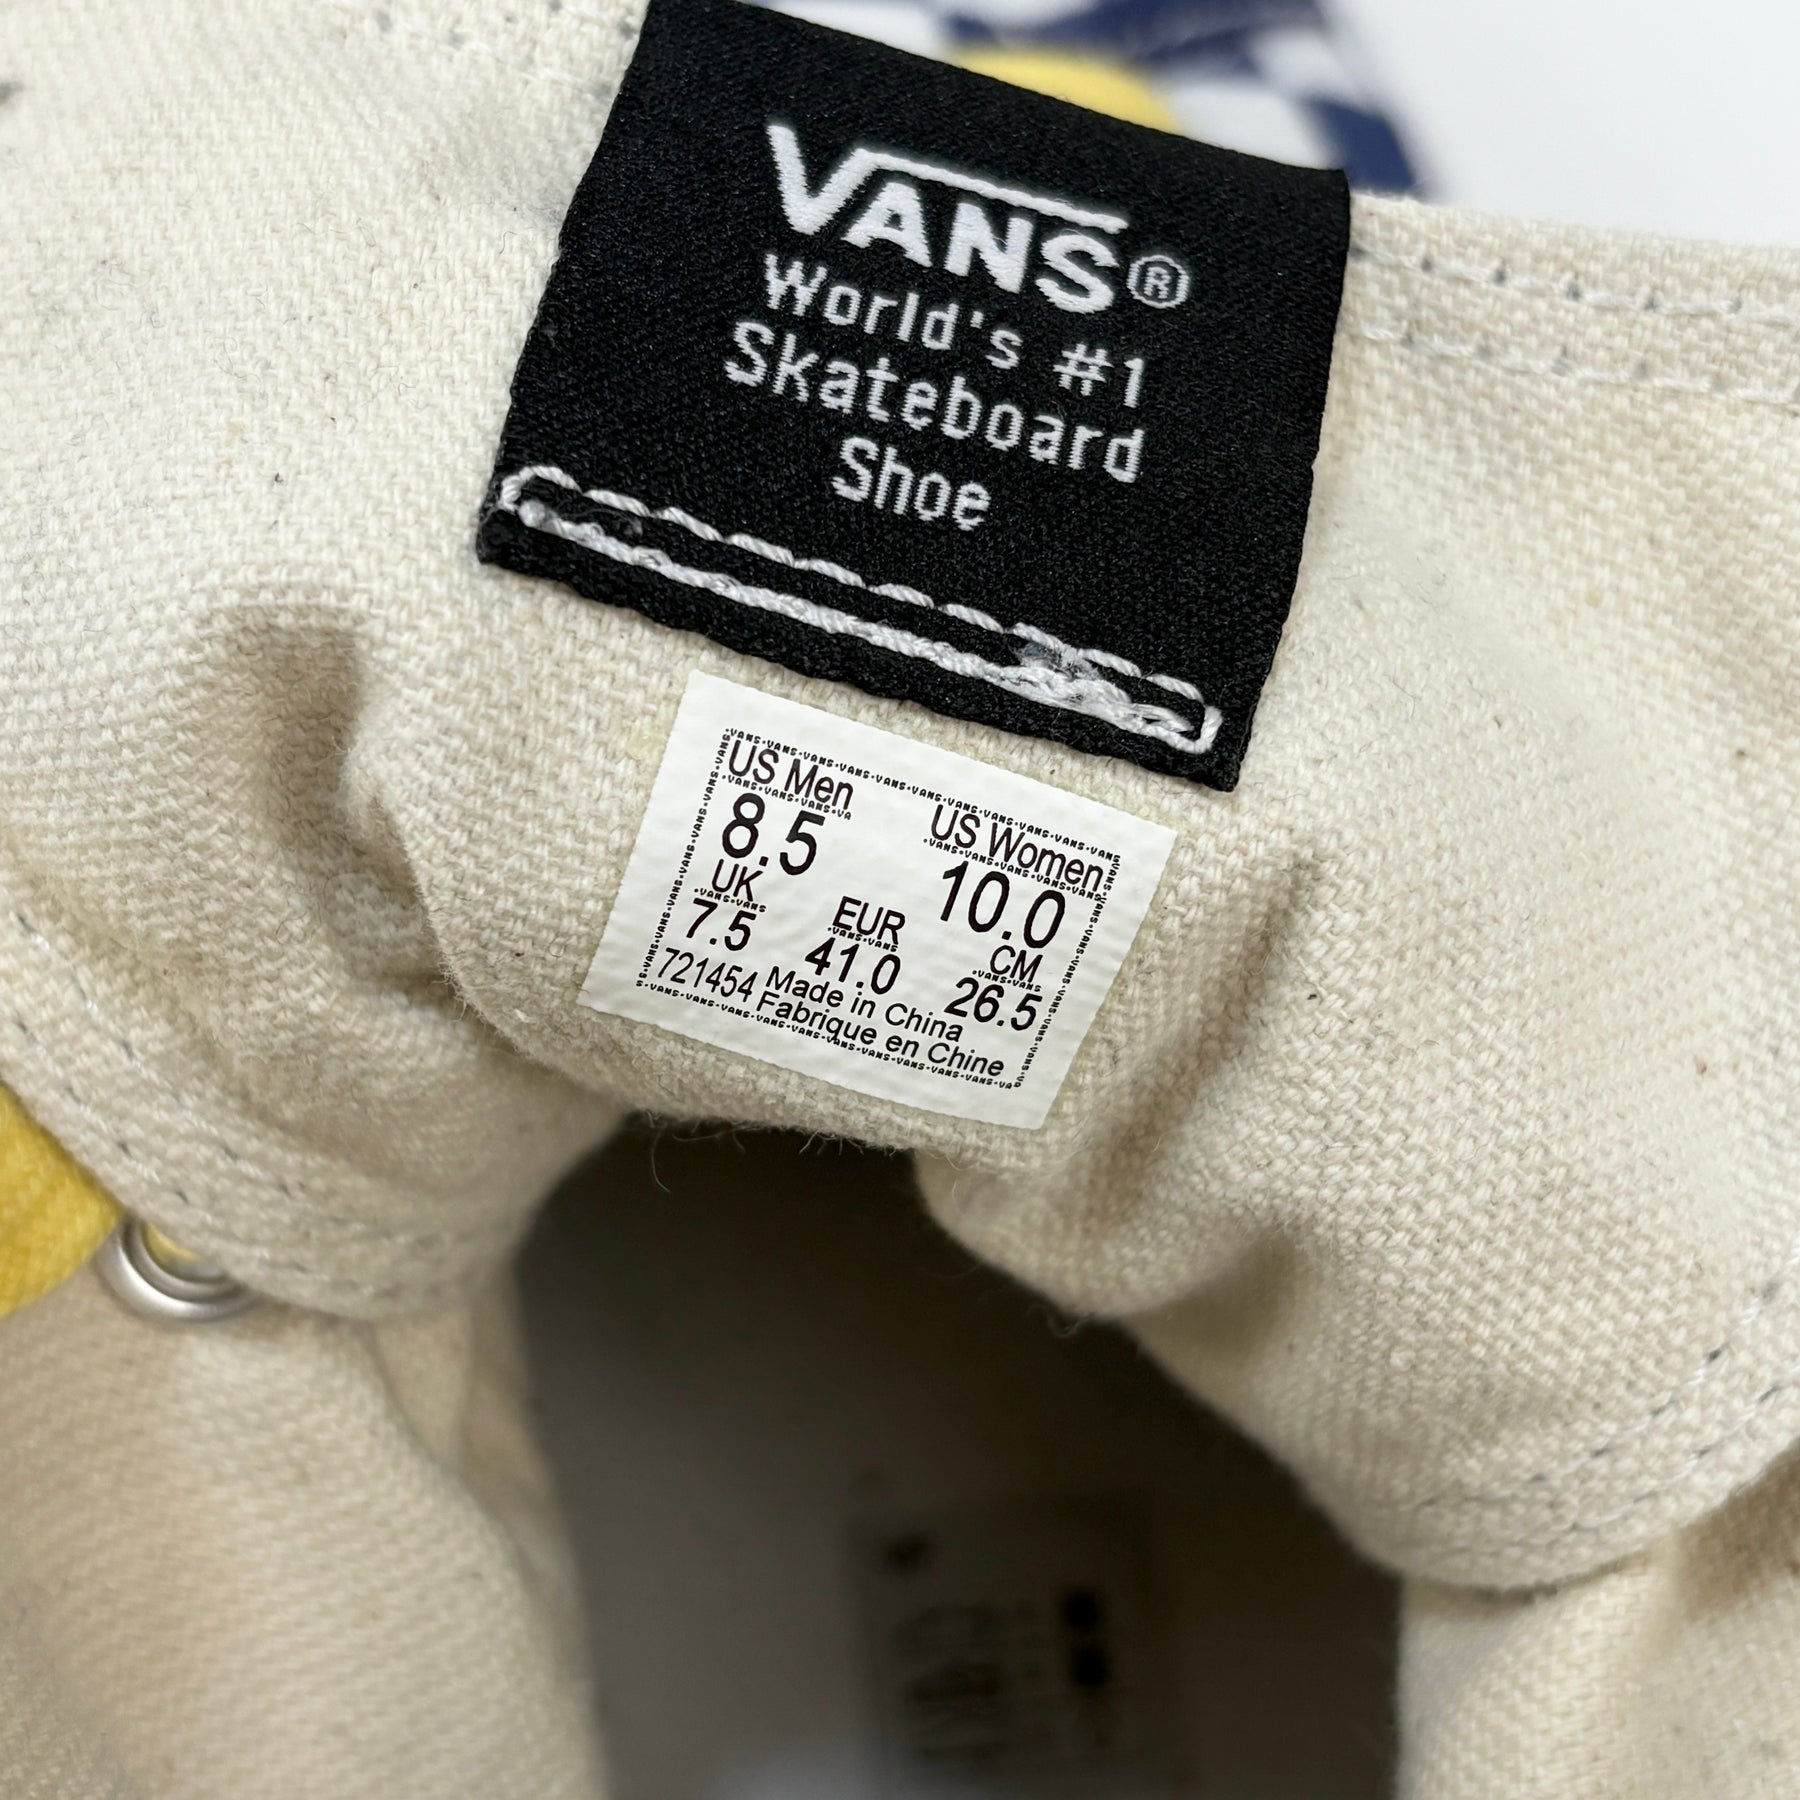 VANS®
World's #1
Skateboard
Shoe
US Men
8.5
US Women
10.0
UK
7.5
EUR
41.0
CM
26.5
721454
Made in China
Fabrique en Chine